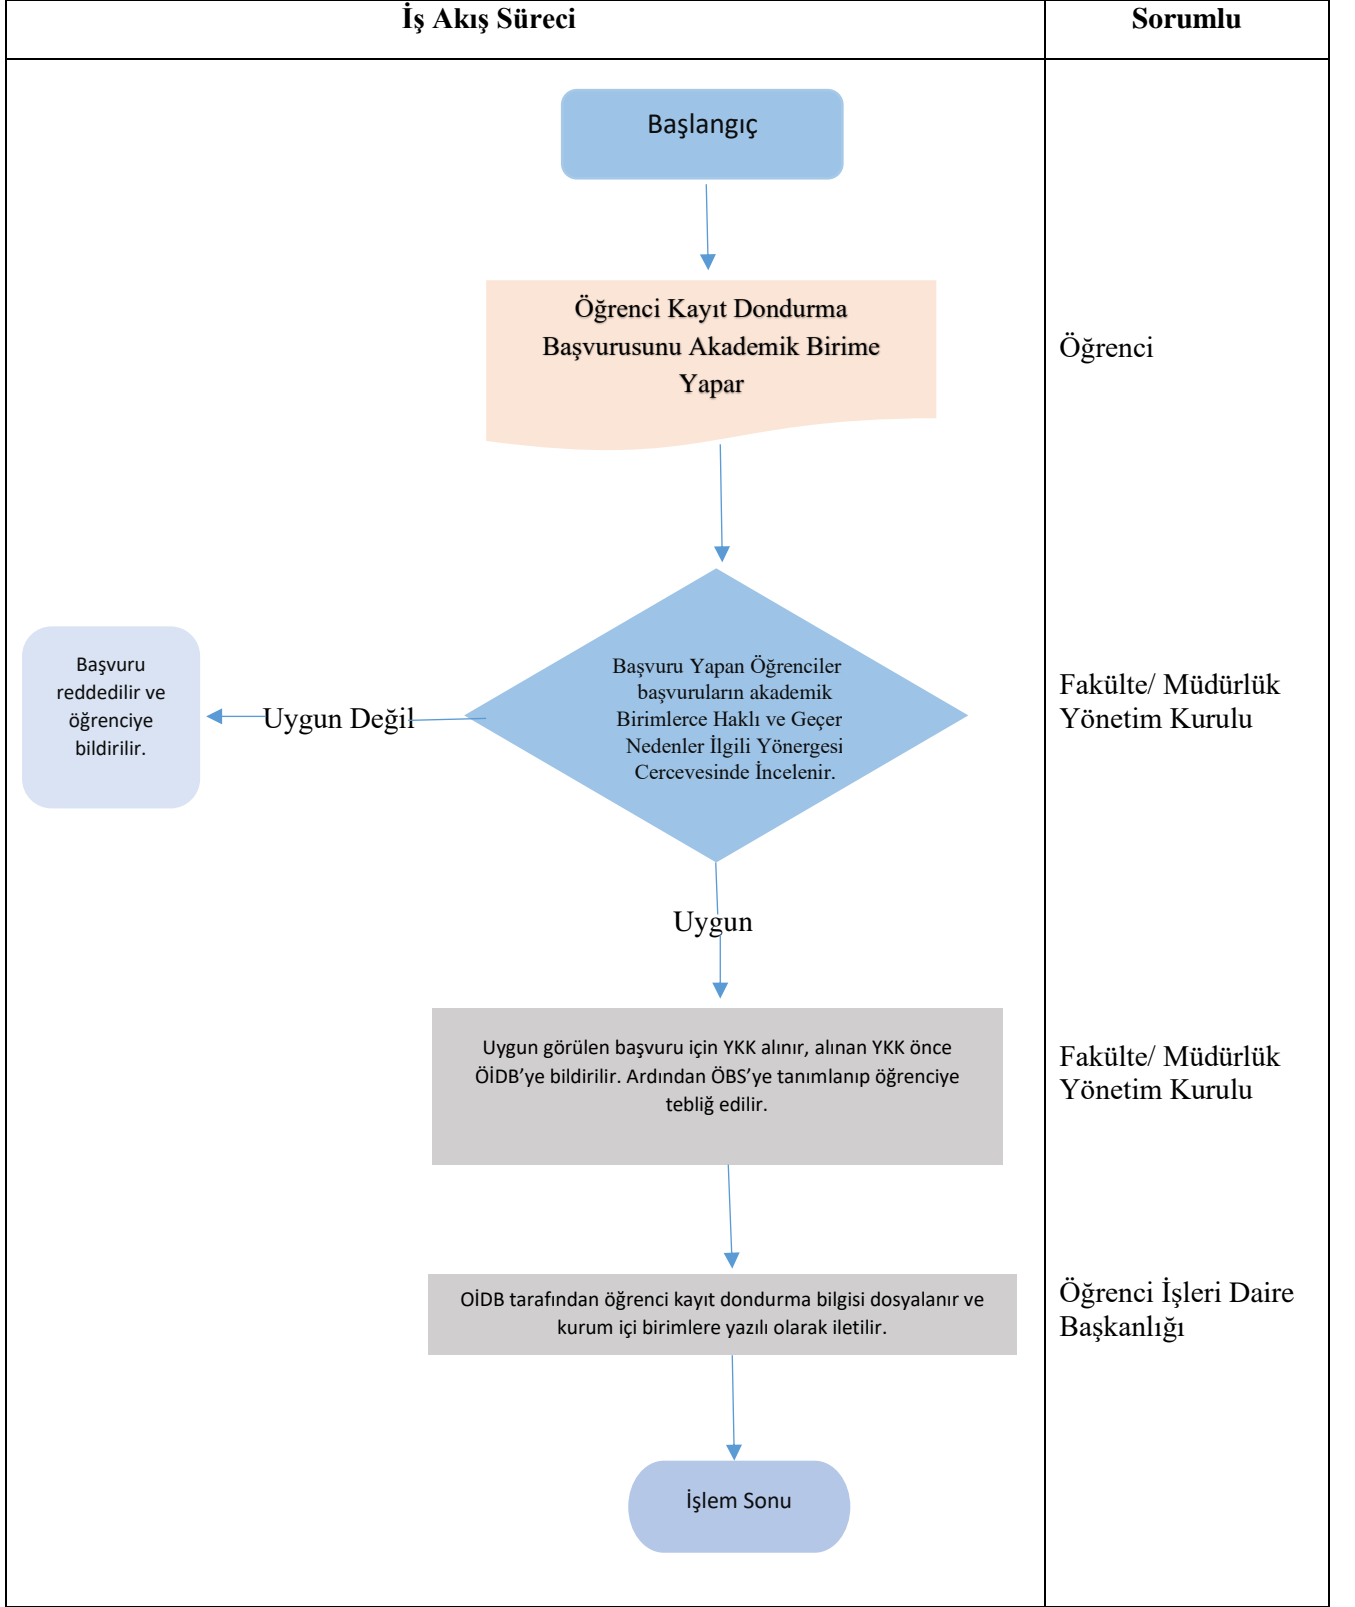 İş Akış Süreci
Sorumlu
Başlangıç
Öğrenci Kayıt Dondurma
Başvurusunu Akademik Birime
Yapar
Öğrenci
Başvuru Yapan Öğrenciler
başvuruların akademik
Birimlerce Haklı ve Geçer
Nedenler İlgili Yönergesi
Cercevesinde İncelenir.
Fakülte/ Müdürlük
Yönetim Kurulu
Uygun Değil
Başvuru
reddedilir ve
öğrenciye
bildirilir.
Uygun
Uygun görülen başvuru için YKK alınır, alınan YKK önce
ÖİDB’ye bildirilir. Ardından ÖBS’ye tanımlanıp öğrenciye
tebliğ edilir.
Fakülte/ Müdürlük
Yönetim Kurulu
OİDB tarafından öğrenci kayıt dondurma bilgisi dosyalanır ve
kurum içi birimlere yazılı olarak iletilir.
Öğrenci İşleri Daire
Başkanlığı
İşlem Sonu